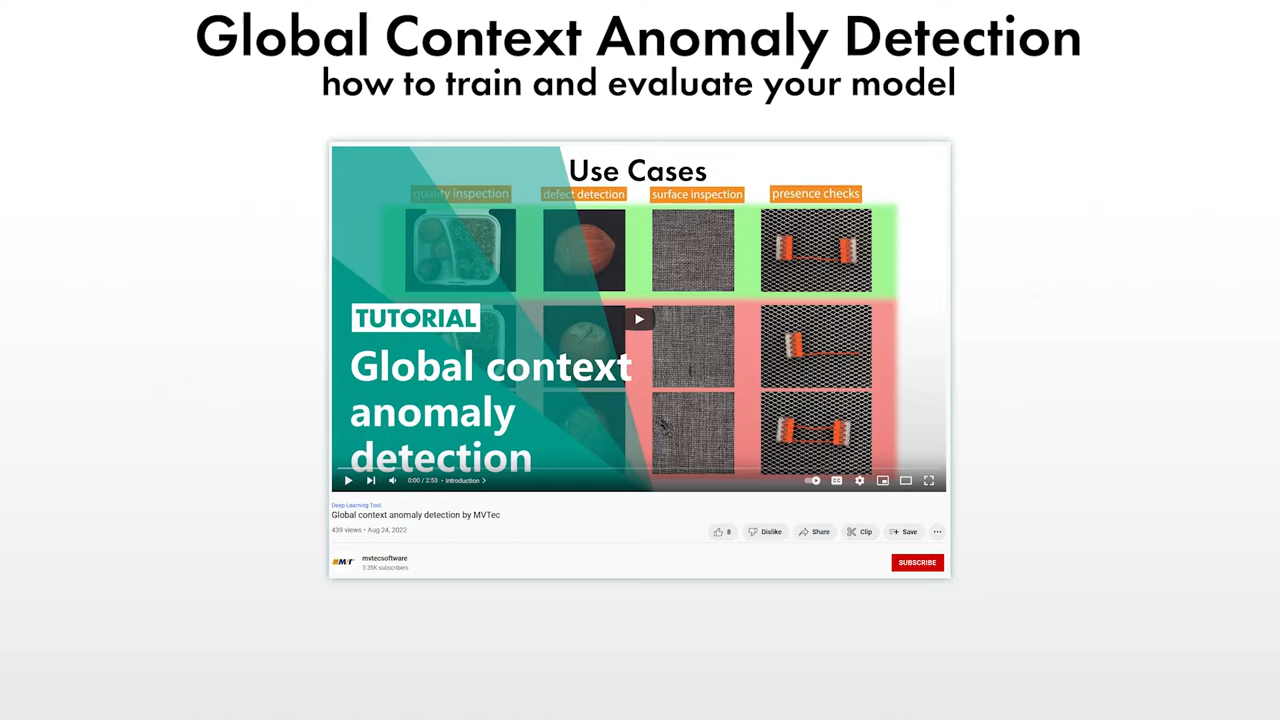 Global Context Anomaly Detection
how to train and evaluate your model
Use Cases
quality inspection
defect detection
surface inspection
presence checks
TUTORIAL
Global context
anomaly
detection
0:00 / 2:53 • Introduction
CC
Deep Learning Tool
Global context anomaly detection by MVTec
439 views • Aug 24, 2022
8
Dislike
Share
Clip
Save
mvtecsoftware
3.35K subscribers
SUBSCRIBE